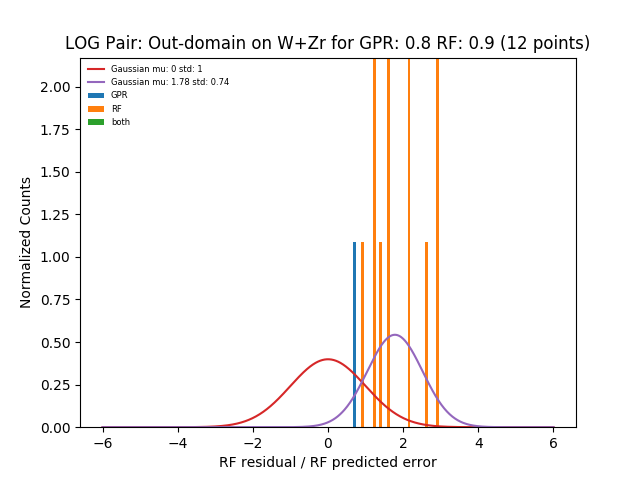 LOG Pair: Out-domain on W+Zr for GPR: 0.8 RF: 0.9 (12 points)
Gaussian mu: 0 std: 1
Gaussian mu: 1.78 std: 0.74
GPR
RF
both
Normalized Counts
2.00
1.75
1.50
1.25
1.00
0.75
0.50
0.25
0.00
−6 −4 −2 0 2 4 6
RF residual / RF predicted error